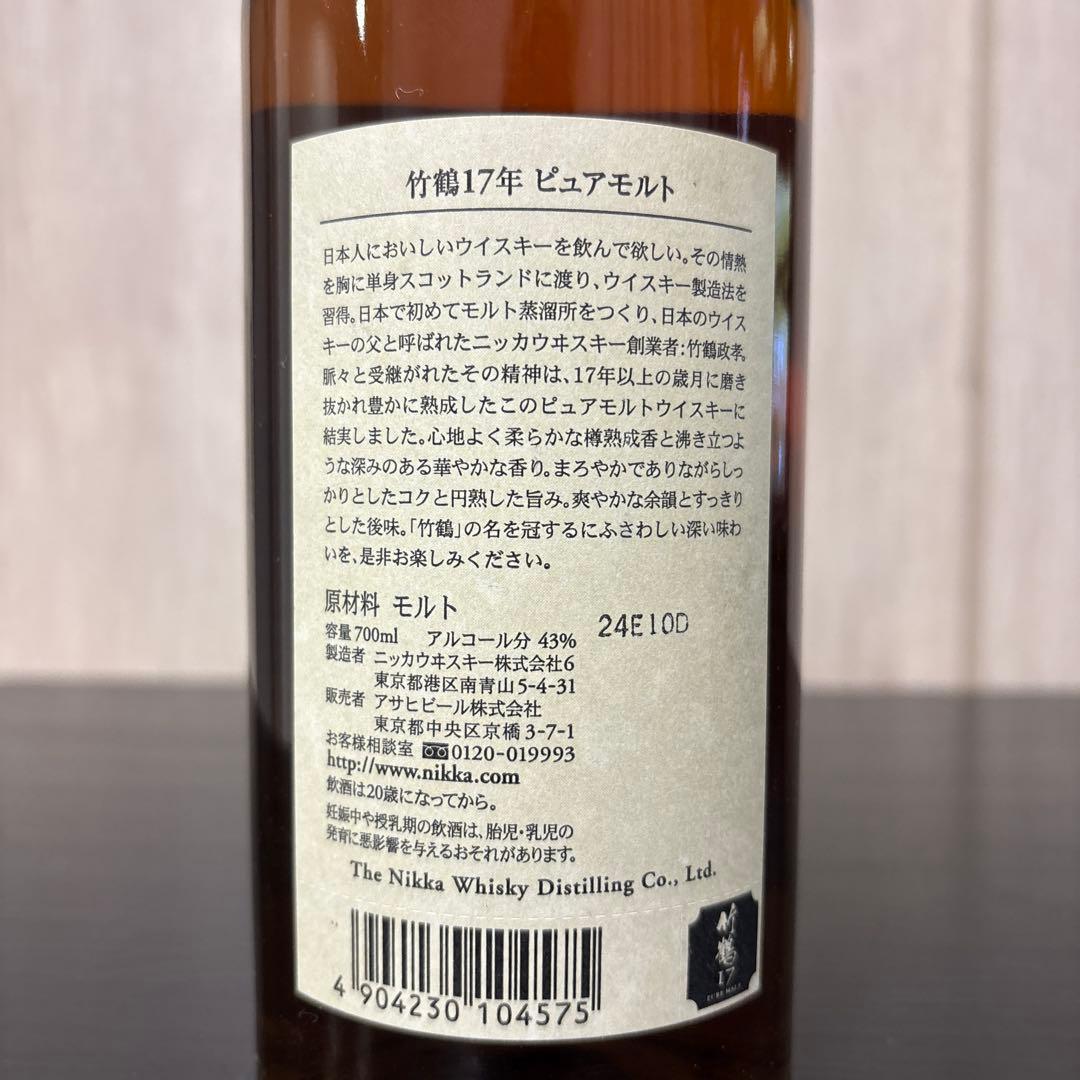 竹鶴17年 ピュアモルト
日本人においしいウイスキーを飲んで欲しい。その情熱
を胸に単身スコットランドに渡り、ウイスキー製造法を
習得。日本で初めてモルト蒸溜所をつくり、日本のウイス
キーの父と呼ばれたニッカウヰスキー創業者:竹鶴政孝。
脈々と受継がれたその精神は、17年以上の歳月に磨き
抜かれ豊かに熟成したこのピュアモルトウイスキーに
結実しました。心地よく柔らかな樽熟成香と沸き立つよ
うな深みのある華やかな香り。まろやかでありながらしっ
かりとしたコクと円熟した旨み。爽やかな余韻とすっきり
とした後味。「竹鶴」の名を冠するにふさわしい深い味わ
いを、是非お楽しみください。
原材料 モルト
容量700ml アルコール分 43%
24E10D
製造者 ニッカウヰスキー株式会社6
東京都港区南青山5-4-31
販売者 アサヒビール株式会社
東京都中央区京橋3-7-1
お客様相談室 0120-019993
http://www.nikka.com
飲酒は20歳になってから。
妊娠中や授乳期の飲酒は、胎児・乳児の
発育に悪影響を与えるおそれがあります。
The Nikka Whisky Distilling Co., Ltd.
4 904230 104575
竹鶴
17
PURE MALT